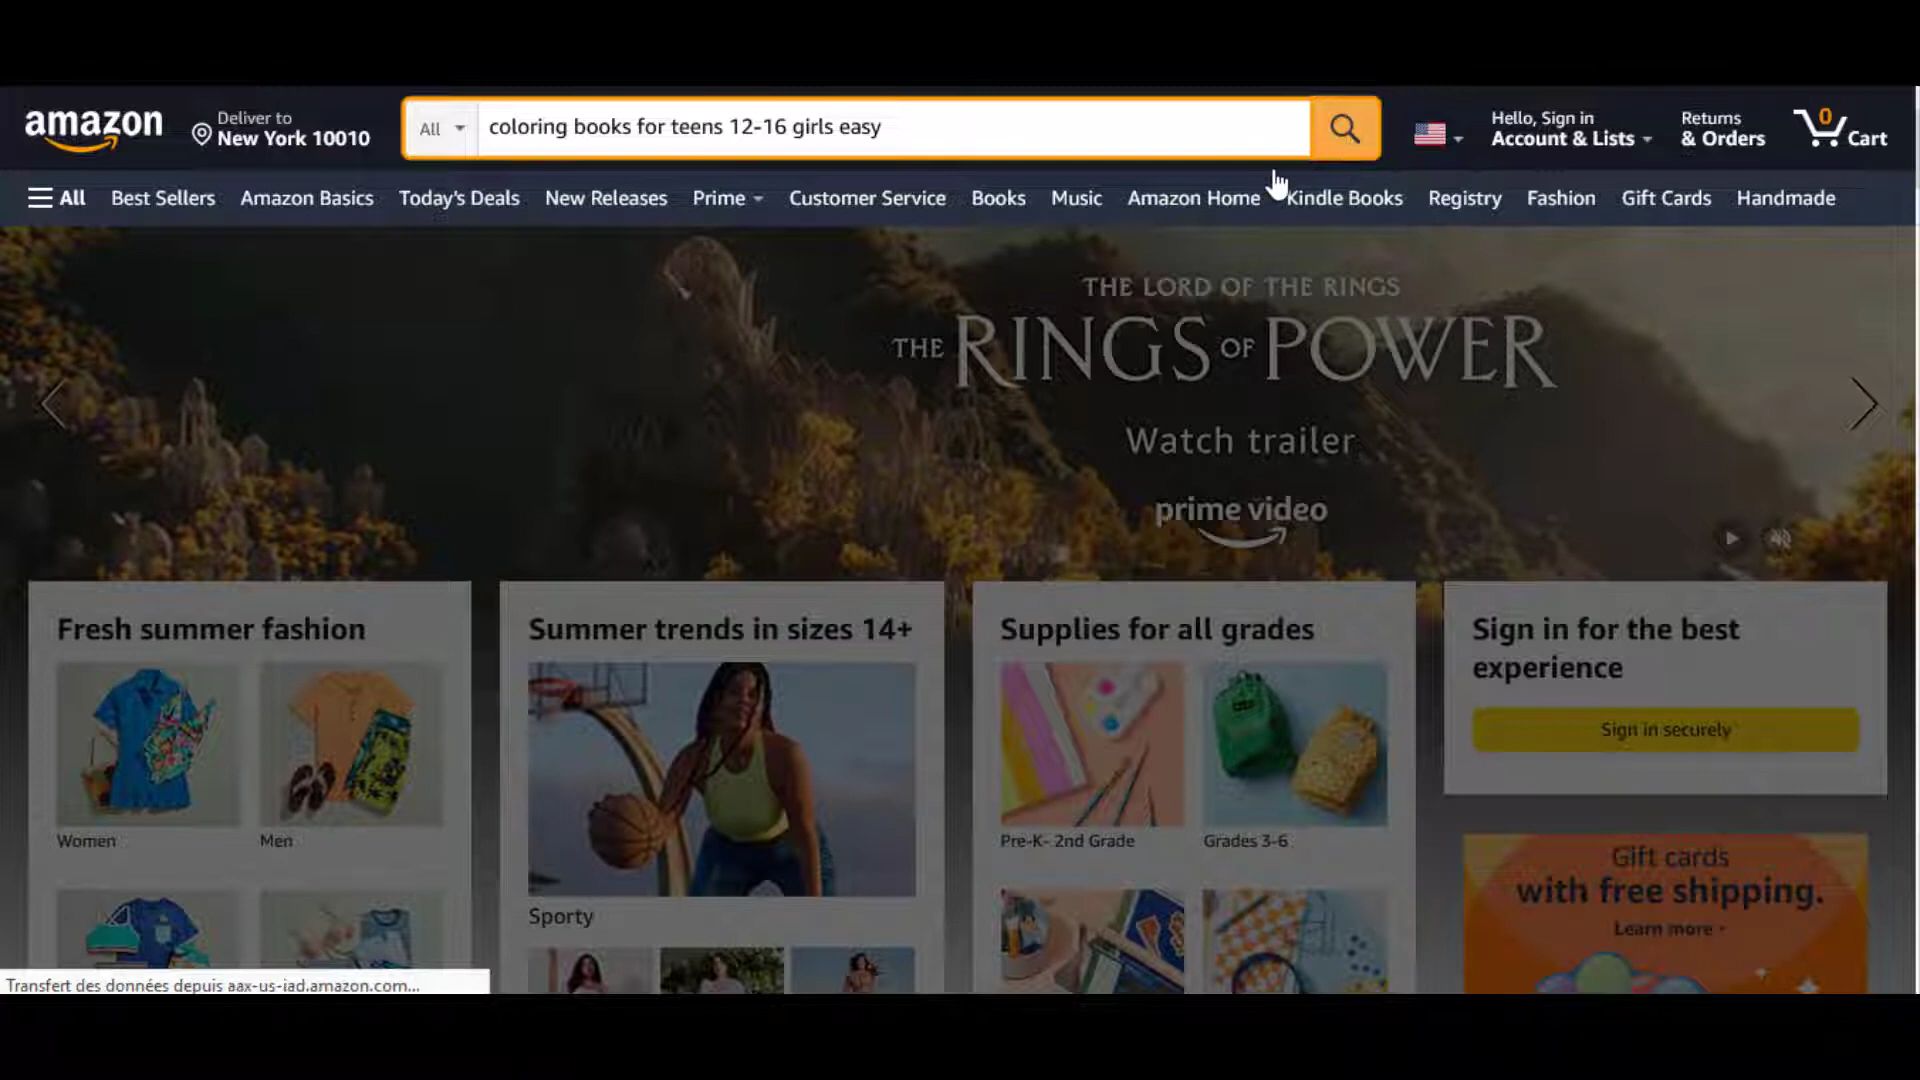 amazon
Deliver to
New York 10010
All
coloring books for teens 12-16 girls easy
Hello, Sign in
Account & Lists
Returns
& Orders
0
Cart
All
Best Sellers
Amazon Basics
Today's Deals
New Releases
Prime
Customer Service
Books
Music
Amazon Home
Kindle Books
Registry
Fashion
Gift Cards
Handmade
THE LORD OF THE RINGS
THE RINGS OF POWER
Watch trailer
prime video
Fresh summer fashion
Women
Men
Summer trends in sizes 14+
Sporty
Supplies for all grades
Pre-K- 2nd Grade
Grades 3-6
Sign in for the best
experience
Sign in securely
Gift cards
with free shipping.
Learn more
Transfert des données depuis aax-us-iad.amazon.com...